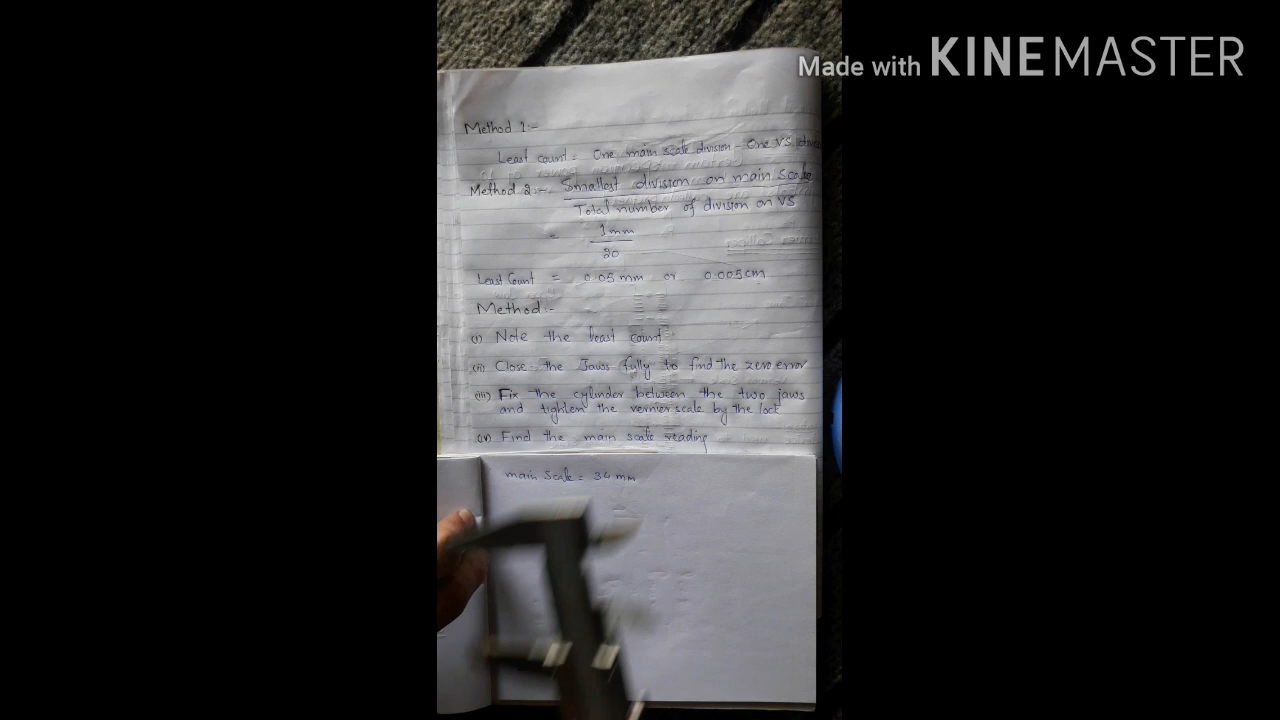 Made with KINEMASTER
Method 1:-
Least count = One main scale division - One VS
Method 2:- Smallest division on main scale
Total number of division on VS
= 1mm
20
Least Count = 0.05 mm or 0.005cm
Method:-
(i) Note the least count
(ii) Close the Jaws fully to find the zero error
(iii) Fix the cylinder between the two jaws
and tighten the vernier scale by the lock
(iv) Find the main scale reading
main scale = 34 mm